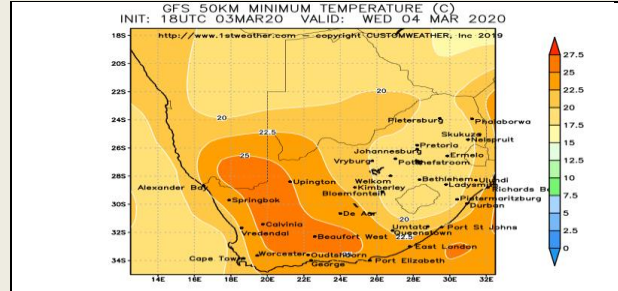 GFS 50KM MINIMUM TEMPERATURE (C)
INIT: 18UTC 03MAR20 VALID: WED 04 MAR 2020
http://www.1stweather.com — copyright CUSTOMWEATHER, Inc 2019
18S
20S
22S
24S
26S
28S
30S
32S
34S
20
20
22.5
25
20
22.5
Pietersburg
Phalaborwa
Skukuza
Nelspruit
Pretoria
Johannesburg
Ermelo
Vryburg
Potchefstroom
Welkom
Bethlehem
Ulundi
Alexander Bay
Upington
Kimberley
Ladysmith
Richards B
Bloemfontein
Springbok
Pietermaritzburg
Durban
De Aar
Calvinia
Vredendal
Beaufort West
Umtata
Port St Johns
Queenstown
East London
Cape Town
Worcester
Oudtshoorn
George
Port Elizabeth
14E 16E 18E 20E 22E 24E 26E 28E 30E 32E
27.5
25
22.5
20
17.5
15
12.5
10
7.5
5
2.5
0